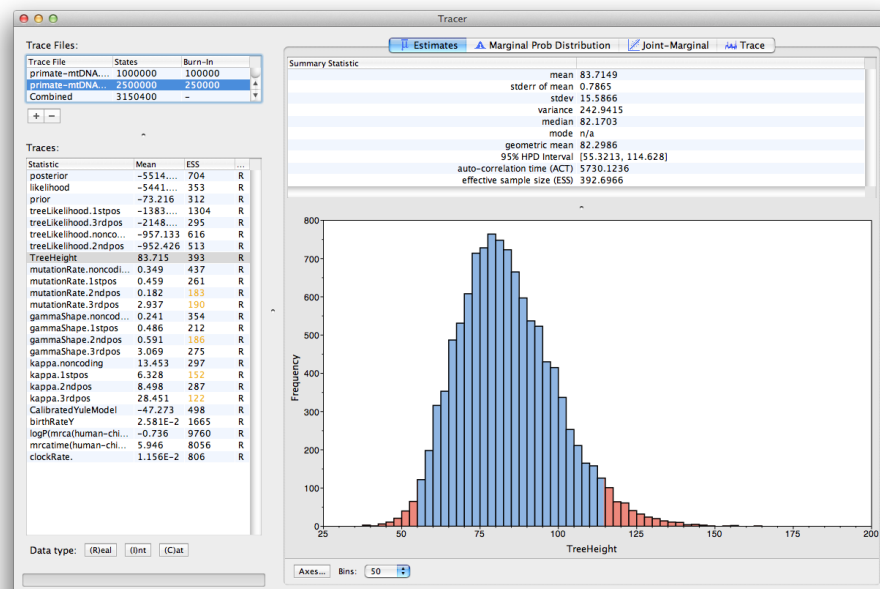 Tracer
Trace Files:
Trace File States Burn-In
primate-mtDNA.... 1000000 100000
primate-mtDNA.... 2500000 250000
Combined 3150400 -
+ −
Traces:
Statistic Mean ESS ...
posterior -5514.... 704 R
likelihood -5441.... 353 R
prior -73.216 312 R
treeLikelihood.1stpos -1383.... 1304 R
treeLikelihood.3rdpos -2148.... 295 R
treeLikelihood.nonco... -957.133 616 R
treeLikelihood.2ndpos -952.426 513 R
TreeHeight 83.715 393 R
mutationRate.noncodi... 0.349 437 R
mutationRate.1stpos 0.459 261 R
mutationRate.2ndpos 0.182 183 R
mutationRate.3rdpos 2.937 190 R
gammaShape.noncod... 0.241 354 R
gammaShape.1stpos 0.486 212 R
gammaShape.2ndpos 0.591 186 R
gammaShape.3rdpos 3.069 275 R
kappa.noncoding 13.453 297 R
kappa.1stpos 6.328 152 R
kappa.2ndpos 8.498 287 R
kappa.3rdpos 28.451 122 R
CalibratedYuleModel -47.273 498 R
birthRateY 2.581E-2 1665 R
logP(mrca(human-chi... -0.736 9760 R
mrcatime(human-chi... 5.946 8056 R
clockRate. 1.156E-2 806 R
Data type: (R)eal (I)nt (C)at
Estimates Marginal Prob Distribution Joint-Marginal Trace
Summary Statistic
mean 83.7149
stderr of mean 0.7865
stdev 15.5866
variance 242.9415
median 82.1703
mode n/a
geometric mean 82.2986
95% HPD Interval [55.3213, 114.628]
auto-correlation time (ACT) 5730.1236
effective sample size (ESS) 392.6966
Frequency
800
700
600
500
400
300
200
100
0
25 50 75 100 125 150 175 200
TreeHeight
Axes... Bins: 50